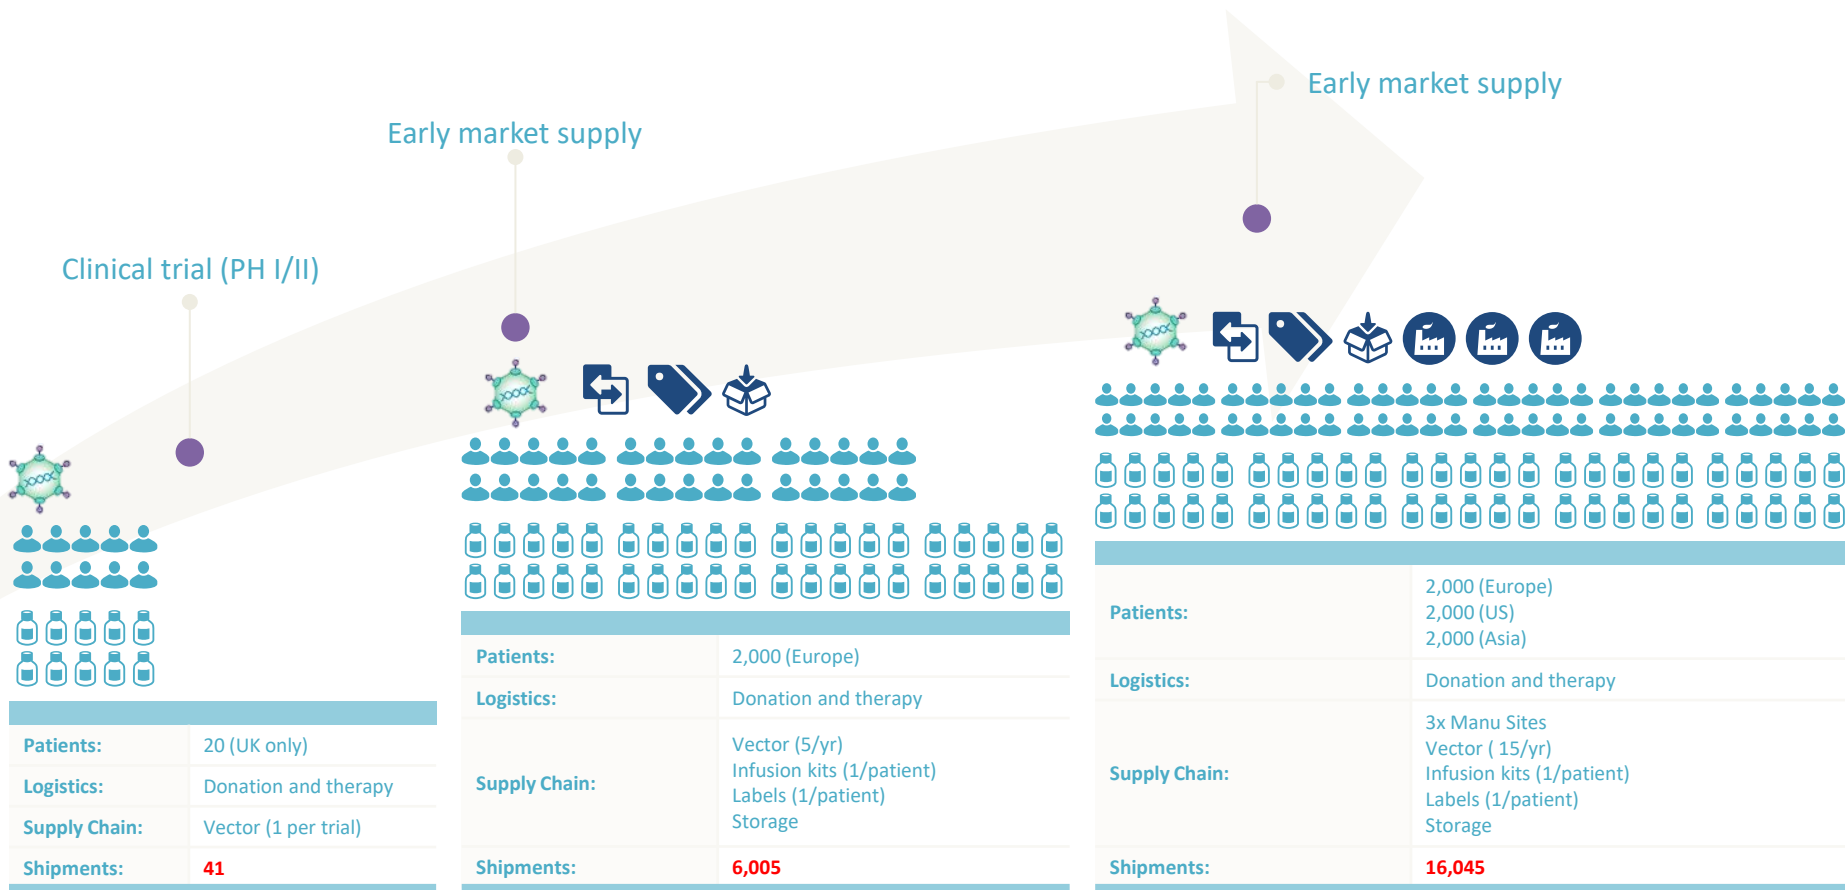 Early market supply
Early market supply
Clinical trial (PH I/II)
Patients: 20 (UK only)
Logistics: Donation and therapy
Supply Chain: Vector (1 per trial)
Shipments: 41
Patients: 2,000 (Europe)
Logistics: Donation and therapy
Supply Chain:
Vector (5/yr)
Infusion kits (1/patient)
Labels (1/patient)
Storage
Shipments: 6,005
Patients:
2,000 (Europe)
2,000 (US)
2,000 (Asia)
Logistics: Donation and therapy
Supply Chain:
3x Manu Sites
Vector ( 15/yr)
Infusion kits (1/patient)
Labels (1/patient)
Storage
Shipments: 16,045